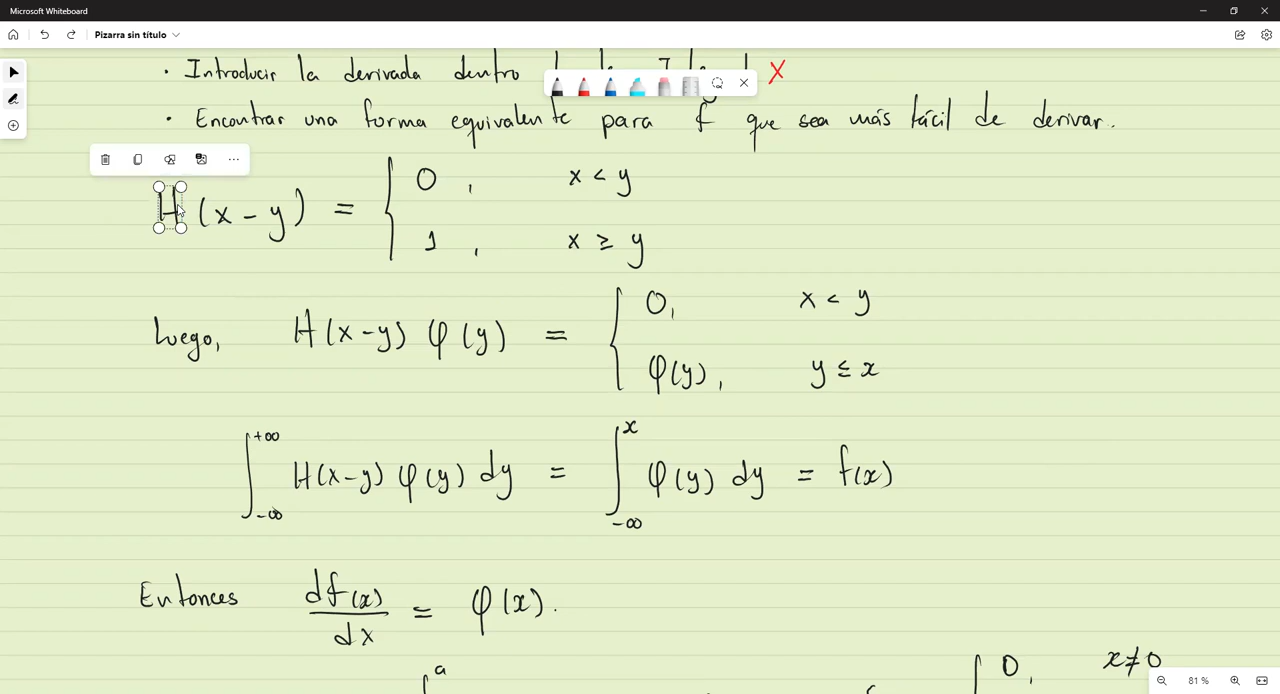 Microsoft Whiteboard
Pizarra sin título
· Introducir la derivada dentro X
· Encontrar una forma equivalente para f que sea más fácil de derivar.
H(x-y) = { 0, x < y
1, x ≥ y
Luego, H(x-y) φ(y) = { 0, x < y
φ(y), y ≤ x
∫_{-∞}^{+∞} H(x-y) φ(y) dy = ∫_{-∞}^{x} φ(y) dy = f(x)
Entonces df(x)/dx = φ(x).
a
0, x≠0
81 %